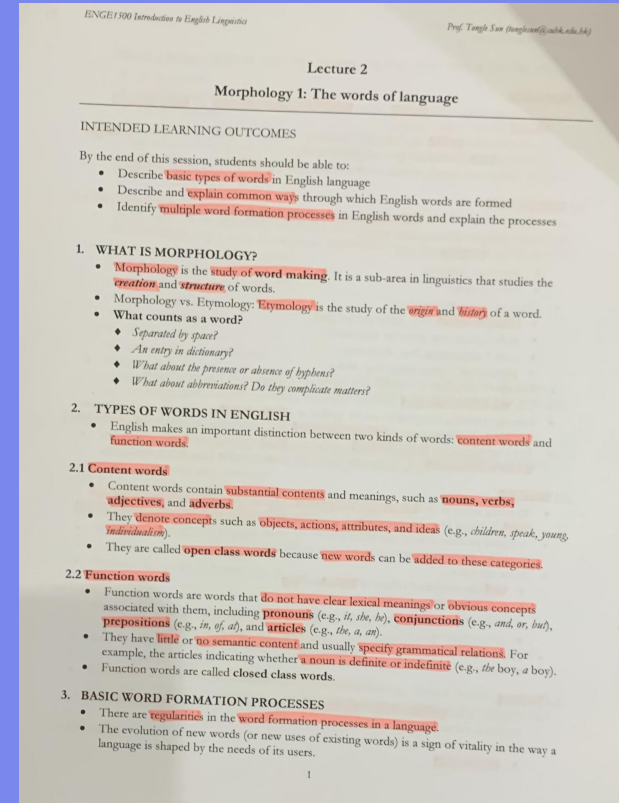 ENGE1500 Introduction to English Linguistics
Prof. Tongle Sun (tonglesun@cuhk.edu.hk)
Lecture 2
Morphology 1: The words of language
INTENDED LEARNING OUTCOMES
By the end of this session, students should be able to:
• Describe basic types of words in English language
• Describe and explain common ways through which English words are formed
• Identify multiple word formation processes in English words and explain the processes
1. WHAT IS MORPHOLOGY?
• Morphology is the study of word making. It is a sub-area in linguistics that studies the
creation and structure of words.
• Morphology vs. Etymology: Etymology is the study of the origin and history of a word.
• What counts as a word?
◆ Separated by space?
◆ An entry in dictionary?
◆ What about the presence or absence of hyphens?
◆ What about abbreviations? Do they complicate matters?
2. TYPES OF WORDS IN ENGLISH
• English makes an important distinction between two kinds of words: content words and
function words.
2.1 Content words
• Content words contain substantial contents and meanings, such as nouns, verbs,
adjectives, and adverbs.
• They denote concepts such as objects, actions, attributes, and ideas (e.g., children, speak, young,
individualism).
• They are called open class words because new words can be added to these categories.
2.2 Function words
• Function words are words that do not have clear lexical meanings or obvious concepts
associated with them, including pronouns (e.g., it, she, he), conjunctions (e.g., and, or, but),
prepositions (e.g., in, of, at), and articles (e.g., the, a, an).
• They have little or no semantic content and usually specify grammatical relations. For
example, the articles indicating whether a noun is definite or indefinite (e.g., the boy, a boy).
• Function words are called closed class words.
3. BASIC WORD FORMATION PROCESSES
• There are regularities in the word formation processes in a language.
• The evolution of new words (or new uses of existing words) is a sign of vitality in the way a
language is shaped by the needs of its users.
1